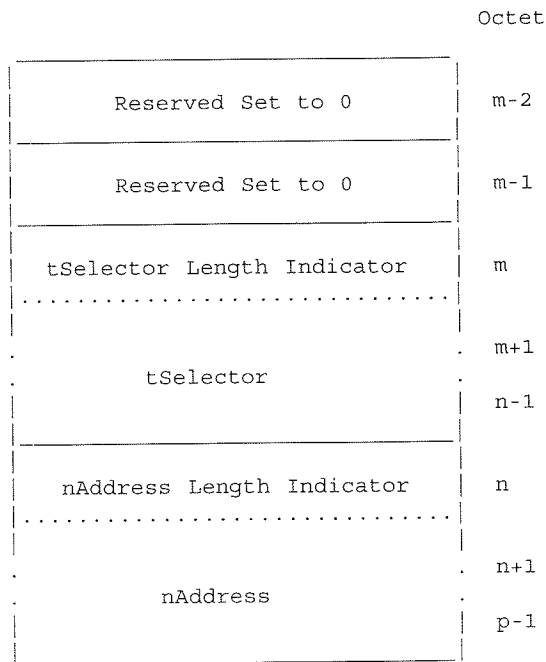 Octet
Reserved Set to 0 m-2
Reserved Set to 0 m-1
tSelector Length Indicator m
m+1
tSelector
n-1
nAddress Length Indicator n
n+1
nAddress
p-1